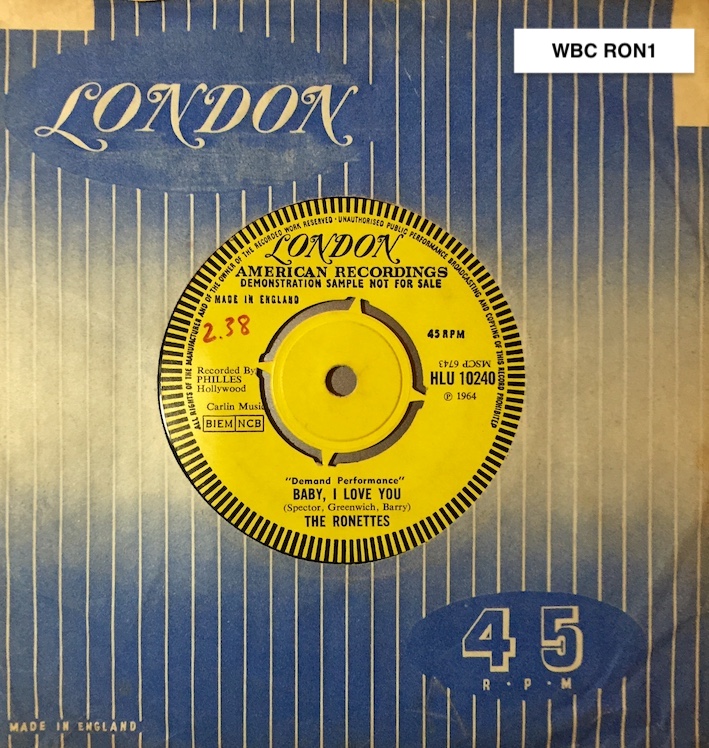 WBC RON1
LONDON
ALL RIGHTS OF THE MANUFACTURER AND OF THE OWNER OF THE RECORDED WORK RESERVED · UNAUTHORISED PUBLIC PERFORMANCE BROADCASTING AND COPYING OF THIS RECORD PROHIBITED
LONDON
AMERICAN RECORDINGS
DEMONSTRATION SAMPLE NOT FOR SALE
MADE IN ENGLAND
2.38
45 RPM
MSCP 6743
Recorded By
PHILLES
Hollywood
HLU 10240
℗ 1964
Carlin Music
BIEM NCB
"Demand Performance"
BABY, I LOVE YOU
(Spector, Greenwich, Barry)
THE RONETTES
45
R·P·M
MADE IN ENGLAND